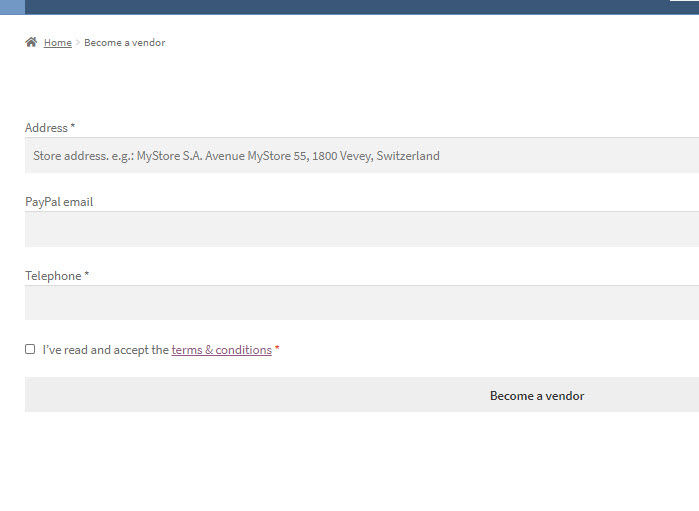 Home › Become a vendor
Address *
Store address. e.g.: MyStore S.A. Avenue MyStore 55, 1800 Vevey, Switzerland
PayPal email
Telephone *
I've read and accept the terms & conditions *
Become a vendor